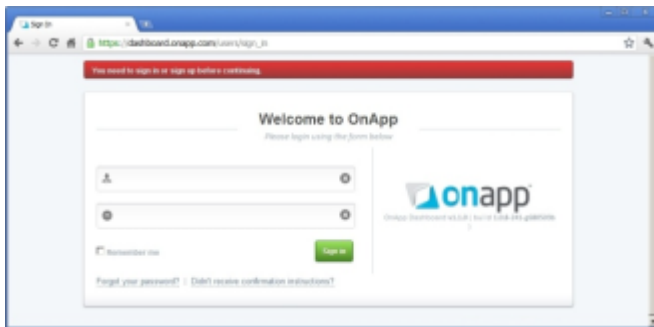 Sign In
https://dashboard.onapp.com/users/sign_in
You need to sign in or sign up before continuing.
Welcome to OnApp
Please login using the form below
onapp
OnApp Dashboard
Remember me
Sign in
Forgot your password? | Didn't receive confirmation instructions?